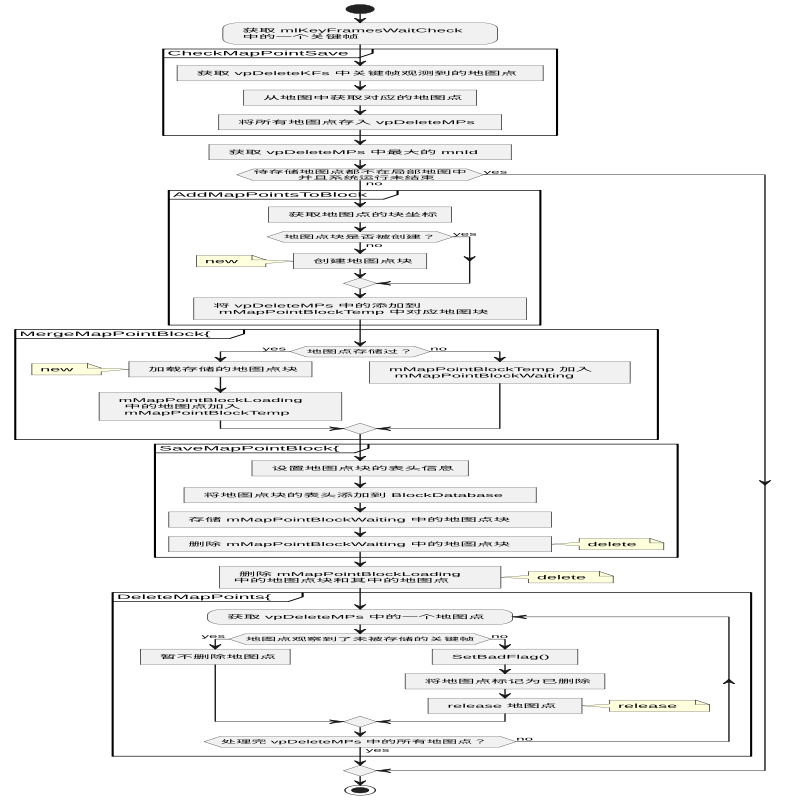 获取 mlKeyFramesWaitCheck
中的一个关键帧
CheckMapPointSave
获取 vpDeleteKFs 中关键帧观测到的地图点
从地图中获取对应的地图点
将所有地图点存入 vpDeleteMPs
获取 vpDeleteMPs 中最大的 mnId
待存储地图点都不在局部地图中
并且系统运行未结束
yes
no
AddMapPointsToBlock
获取地图点的块坐标
地图点块是否被创建？
yes
no
new
创建地图点块
将 vpDeleteMPs 中的添加到
mMapPointBlockTemp 中对应地图块
MergeMapPointBlock{
yes
地图点存储过？
no
new
加载存储的地图点块
mMapPointBlockTemp 加入
mMapPointBlockWaiting
mMapPointBlockLoading
中的地图点加入
mMapPointBlockTemp
SaveMapPointBlock{
设置地图点块的表头信息
将地图点块的表头添加到 BlockDatabase
存储 mMapPointBlockWaiting 中的地图点块
删除 mMapPointBlockWaiting 中的地图点块
delete
删除 mMapPointBlockLoading
中的地图点块和其中的地图点
delete
DeleteMapPoints{
获取 vpDeleteMPs 中的一个地图点
yes
地图点观察到了未被存储的关键帧
no
暂不删除地图点
SetBadFlag()
将地图点标记为已删除
release 地图点
release
处理完 vpDeleteMPs 中的所有地图点？
no
yes